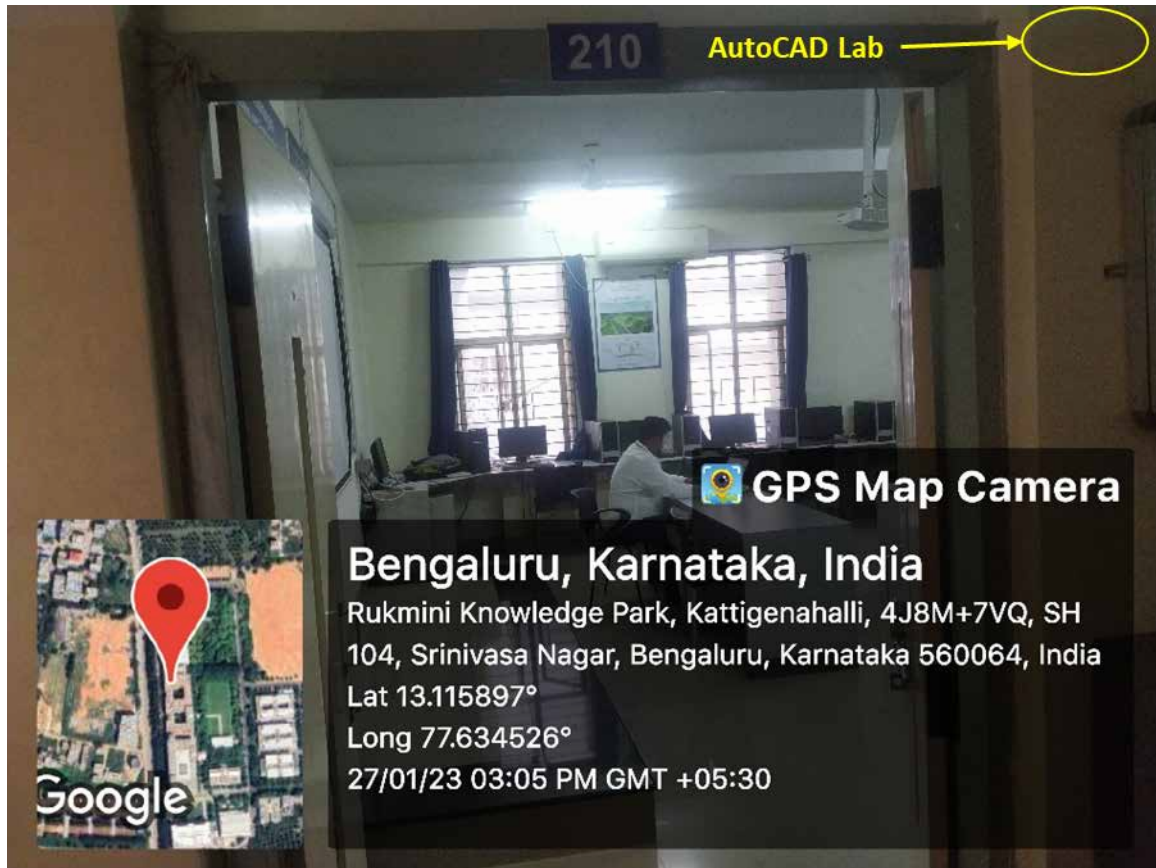 210
AutoCAD Lab
GPS Map Camera
Bengaluru, Karnataka, India
Rukmini Knowledge Park, Kattigenahalli, 4J8M+7VQ, SH
104, Srinivasa Nagar, Bengaluru, Karnataka 560064, India
Lat 13.115897°
Long 77.634526°
27/01/23 03:05 PM GMT +05:30
Google